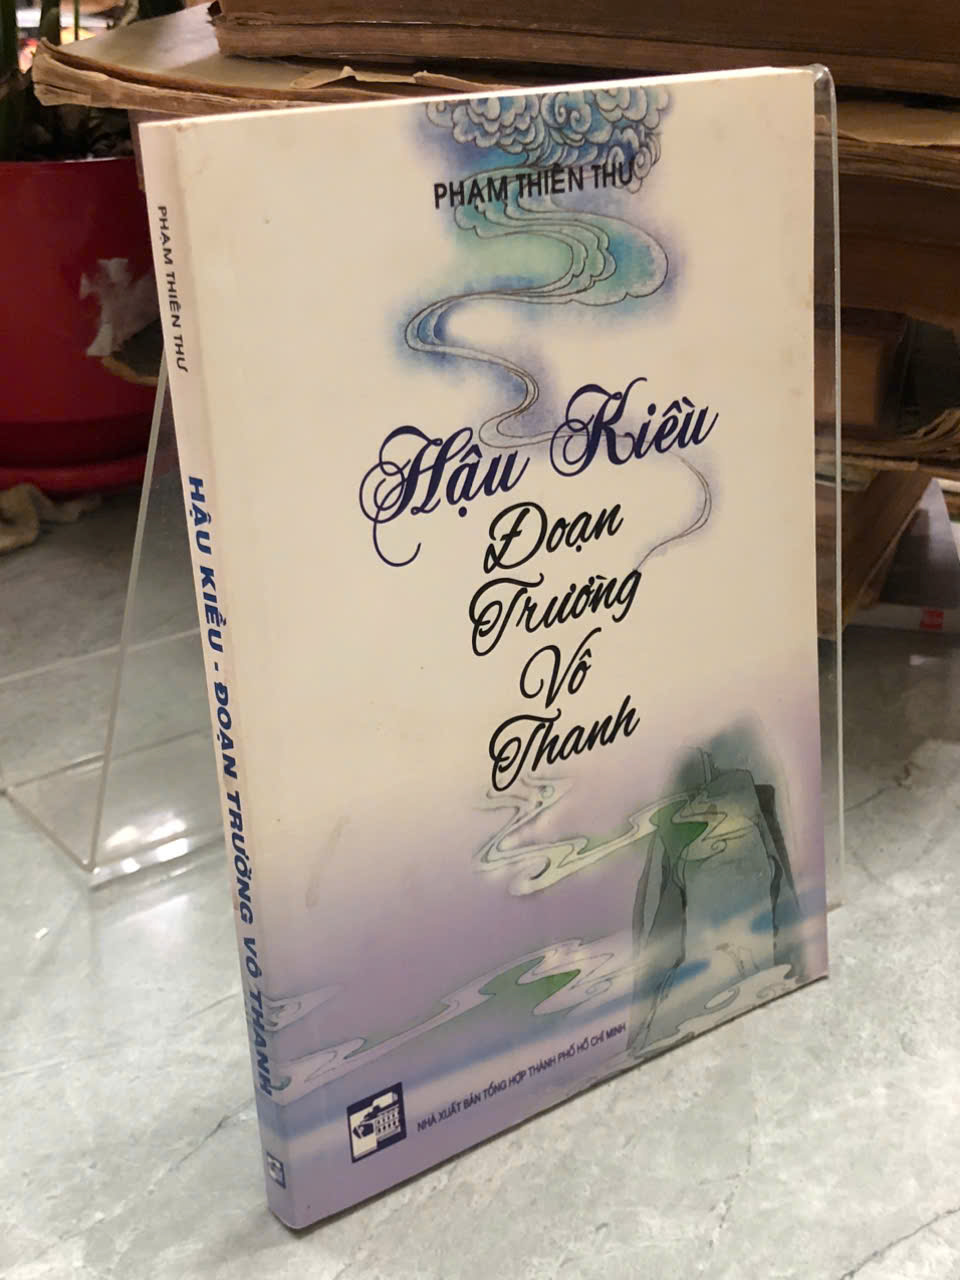 PHẠM THIÊN THƯ
Hậu Kiều
Đoạn
Trường
Vô
Thanh
NHÀ XUẤT BẢN TỔNG HỢP THÀNH PHỐ HỒ CHÍ MINH
PHẠM THIÊN THƯ
HẬU KIỀU - ĐOẠN TRƯỜNG VÔ THANH